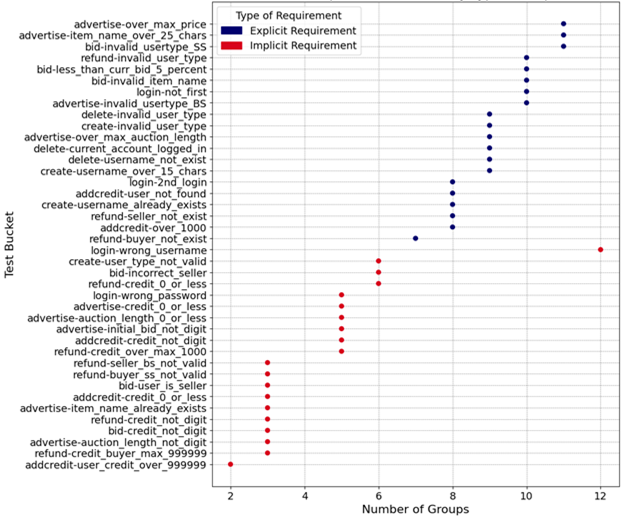 Type of Requirement
Explicit Requirement
Implicit Requirement
Test Bucket
advertise-over_max_price
advertise-item_name_over_25_chars
bid-invalid_usertype_SS
refund-invalid_user_type
bid-less_than_curr_bid_5_percent
bid-invalid_item_name
login-not_first
advertise-invalid_usertype_BS
delete-invalid_user_type
create-invalid_user_type
advertise-over_max_auction_length
delete-current_account_logged_in
delete-username_not_exist
create-username_over_15_chars
login-2nd_login
addcredit-user_not_found
create-username_already_exists
refund-seller_not_exist
addcredit-over_1000
refund-buyer_not_exist
login-wrong_username
create-user_type_not_valid
bid-incorrect_seller
refund-credit_0_or_less
login-wrong_password
advertise-credit_0_or_less
advertise-auction_length_0_or_less
advertise-initial_bid_not_digit
addcredit-credit_not_digit
refund-credit_over_max_1000
refund-seller_bs_not_valid
refund-buyer_ss_not_valid
bid-user_is_seller
addcredit-credit_0_or_less
advertise-item_name_already_exists
refund-credit_not_digit
bid-credit_not_digit
advertise-auction_length_not_digit
refund-credit_buyer_max_999999
addcredit-user_credit_over_999999
2 4 6 8 10 12
Number of Groups